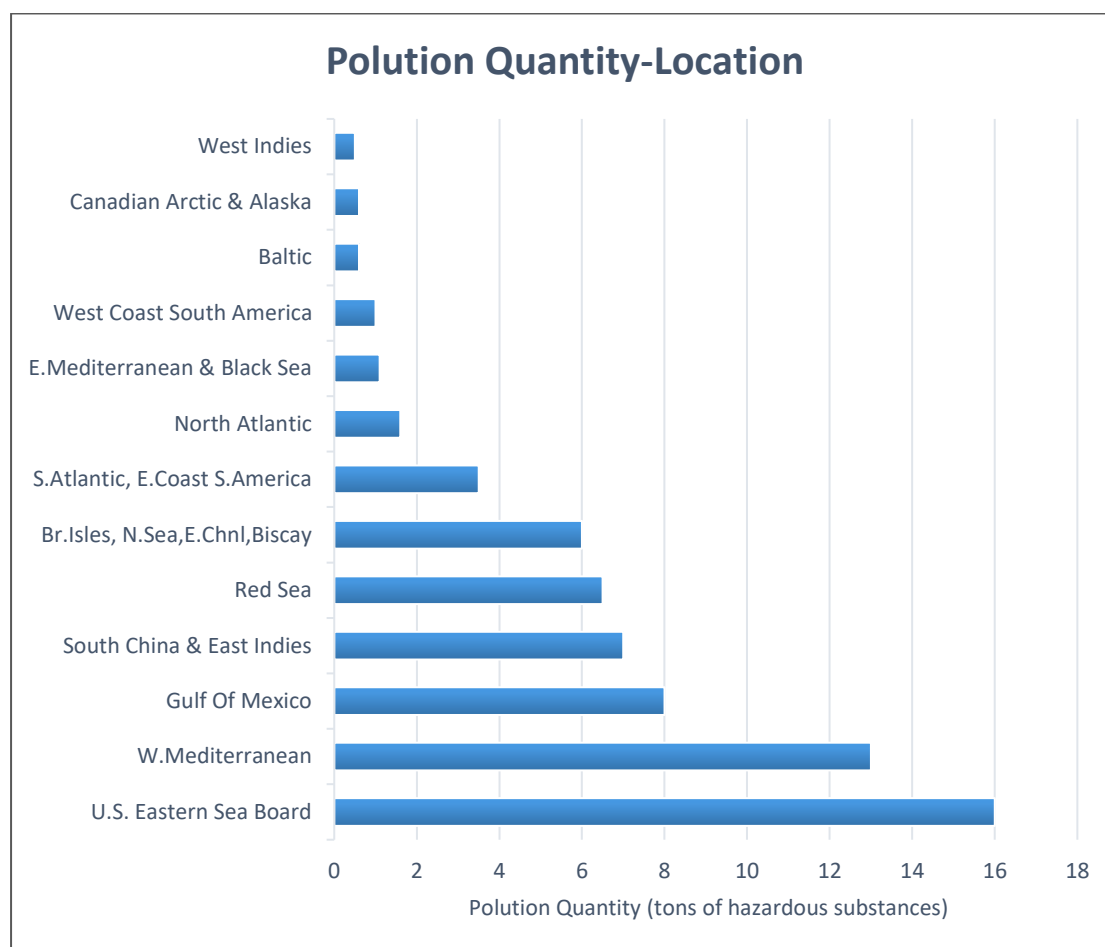 Polution Quantity-Location
West Indies
Canadian Arctic & Alaska
Baltic
West Coast South America
E.Mediterranean & Black Sea
North Atlantic
S.Atlantic, E.Coast S.America
Br.Isles, N.Sea,E.Chnl,Biscay
Red Sea
South China & East Indies
Gulf Of Mexico
W.Mediterranean
U.S. Eastern Sea Board
0 2 4 6 8 10 12 14 16 18
Polution Quantity (tons of hazardous substances)